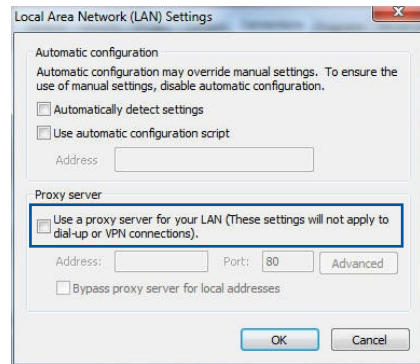 Local Area Network (LAN) Settings
Automatic configuration
Automatic configuration may override manual settings. To ensure the
use of manual settings, disable automatic configuration.
Automatically detect settings
Use automatic configuration script
Address
Proxy server
Use a proxy server for your LAN (These settings will not apply to
dial-up or VPN connections).
Address: Port: 80 Advanced
Bypass proxy server for local addresses
OK Cancel